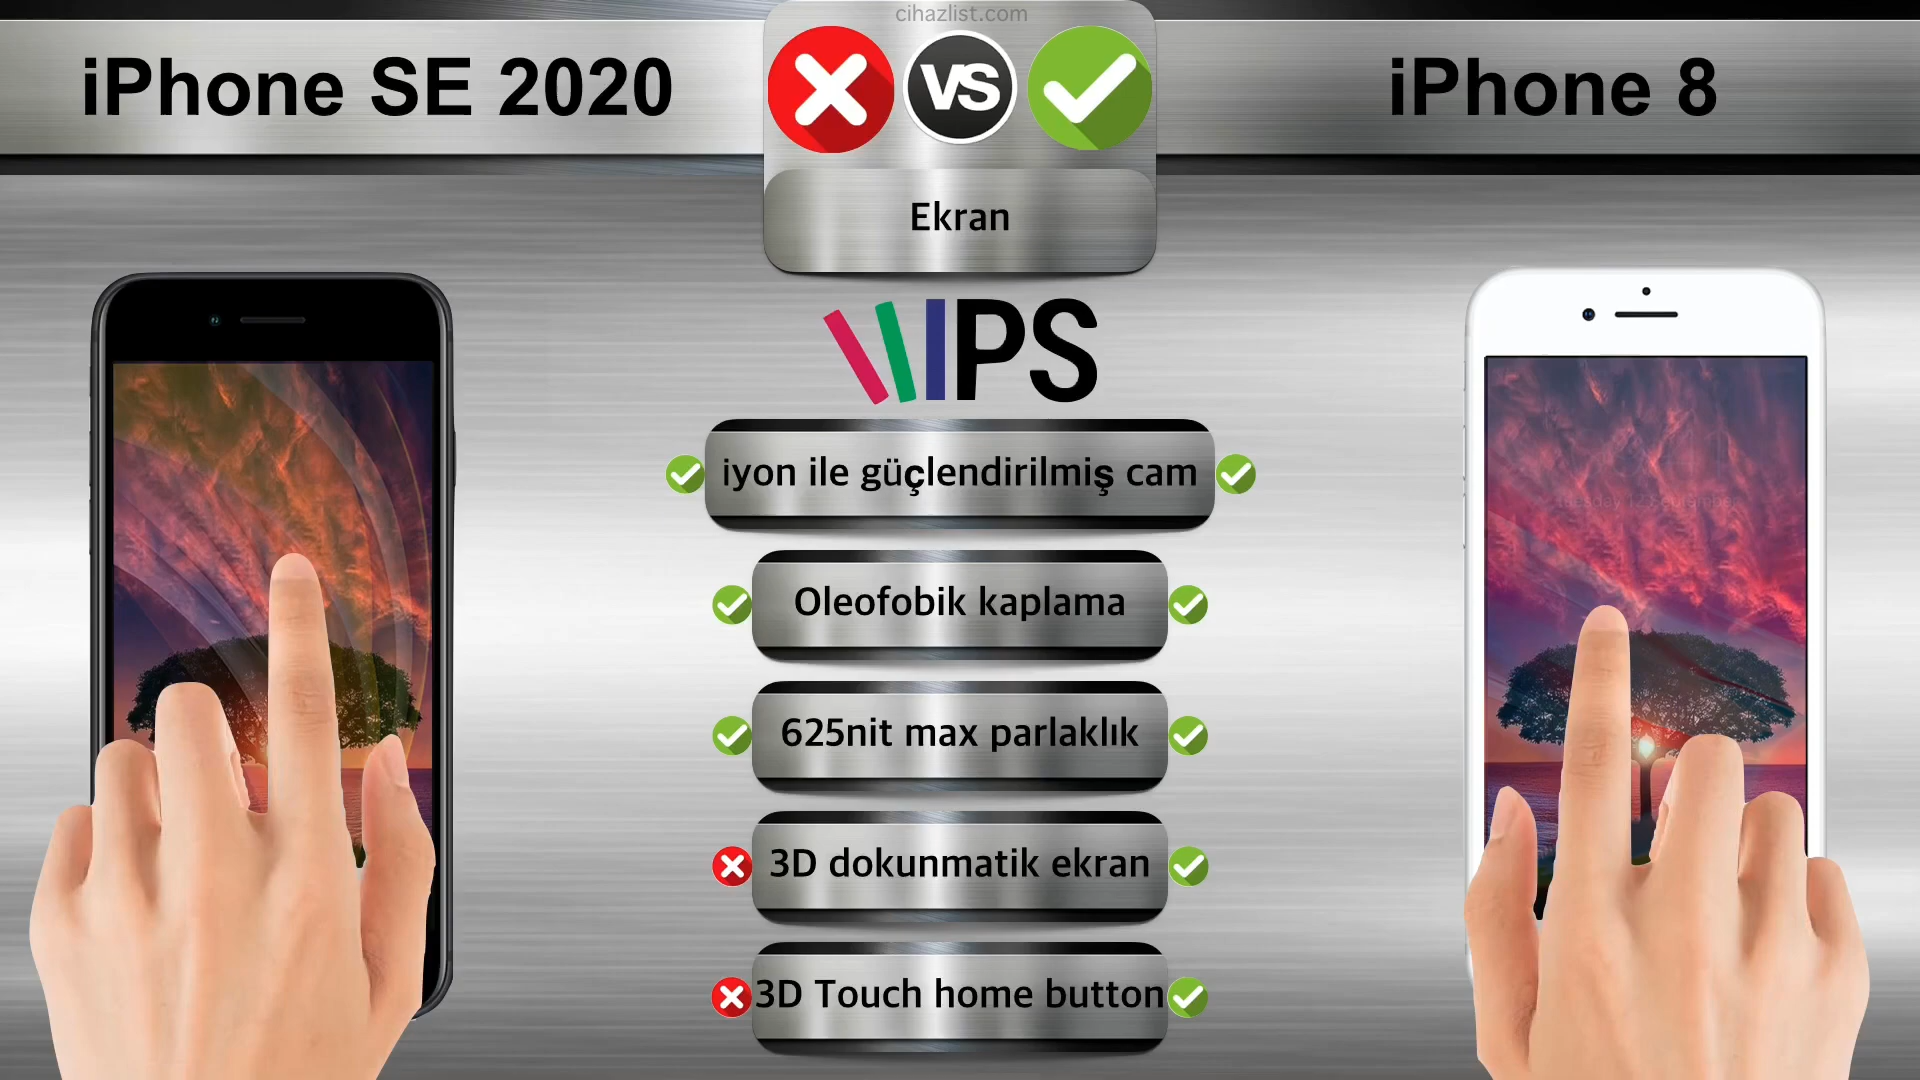 cihazlist.com
iPhone SE 2020
VS
iPhone 8
Ekran
IPS
iyon ile güçlendirilmiş cam
Oleofobik kaplama
625nit max parlaklık
3D dokunmatik ekran
3D Touch home button